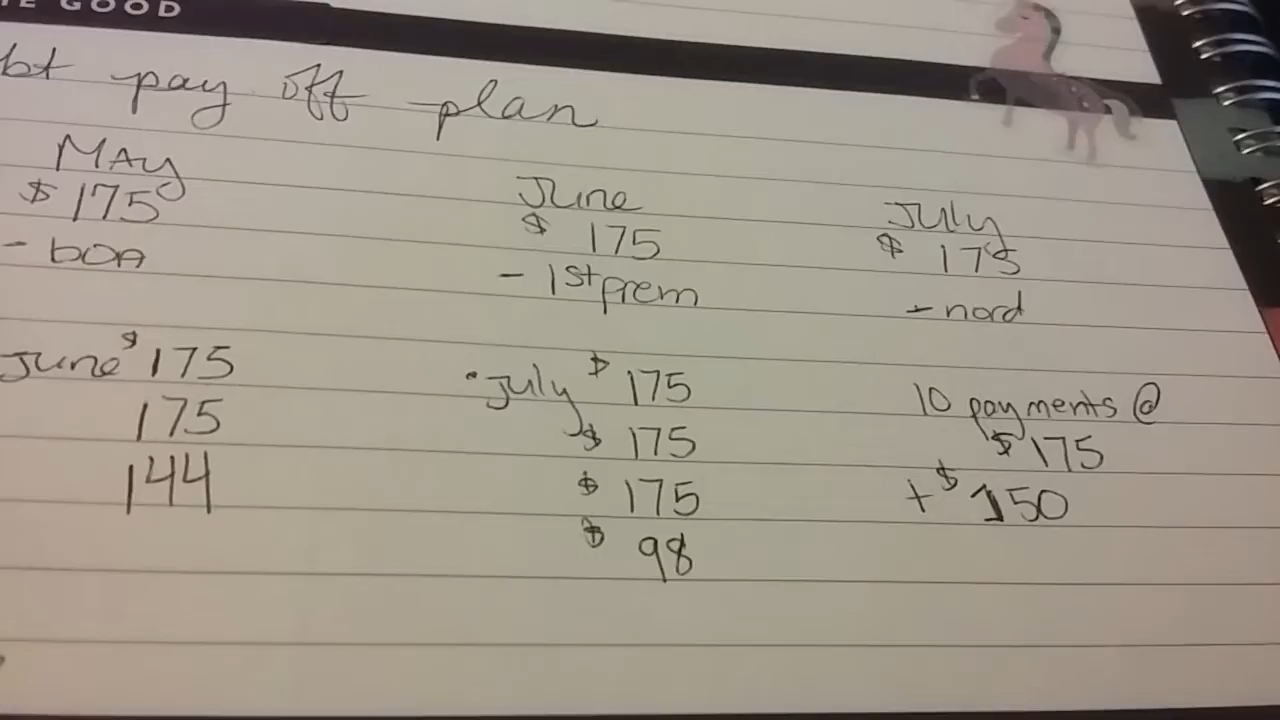 GOOD
bt pay off plan
MAY
$ 175
- bOA
June $ 175
175
144
June
$ 175
- 1st prem
• July $ 175
$ 175
$ 175
$ 98
July
$ 175
- nord
10 payments @
$ 175
+ $ 150